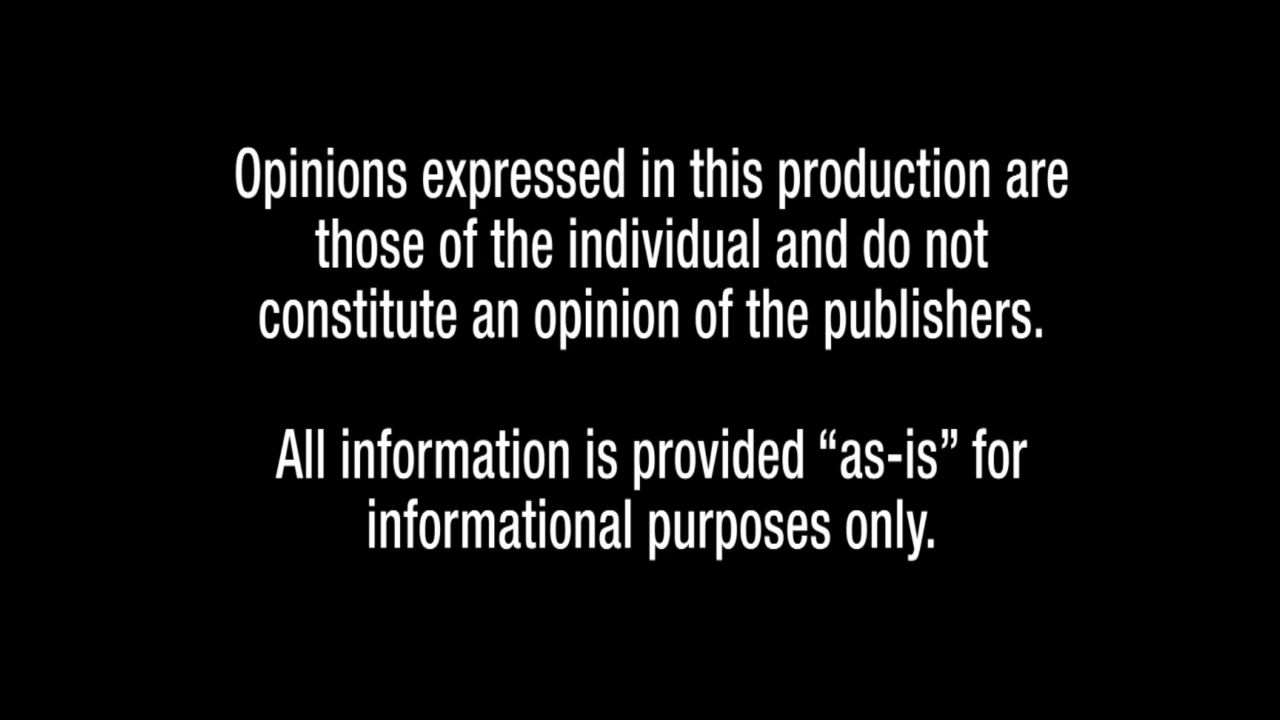 Opinions expressed in this production are
those of the individual and do not
constitute an opinion of the publishers.
All information is provided “as-is” for
informational purposes only.